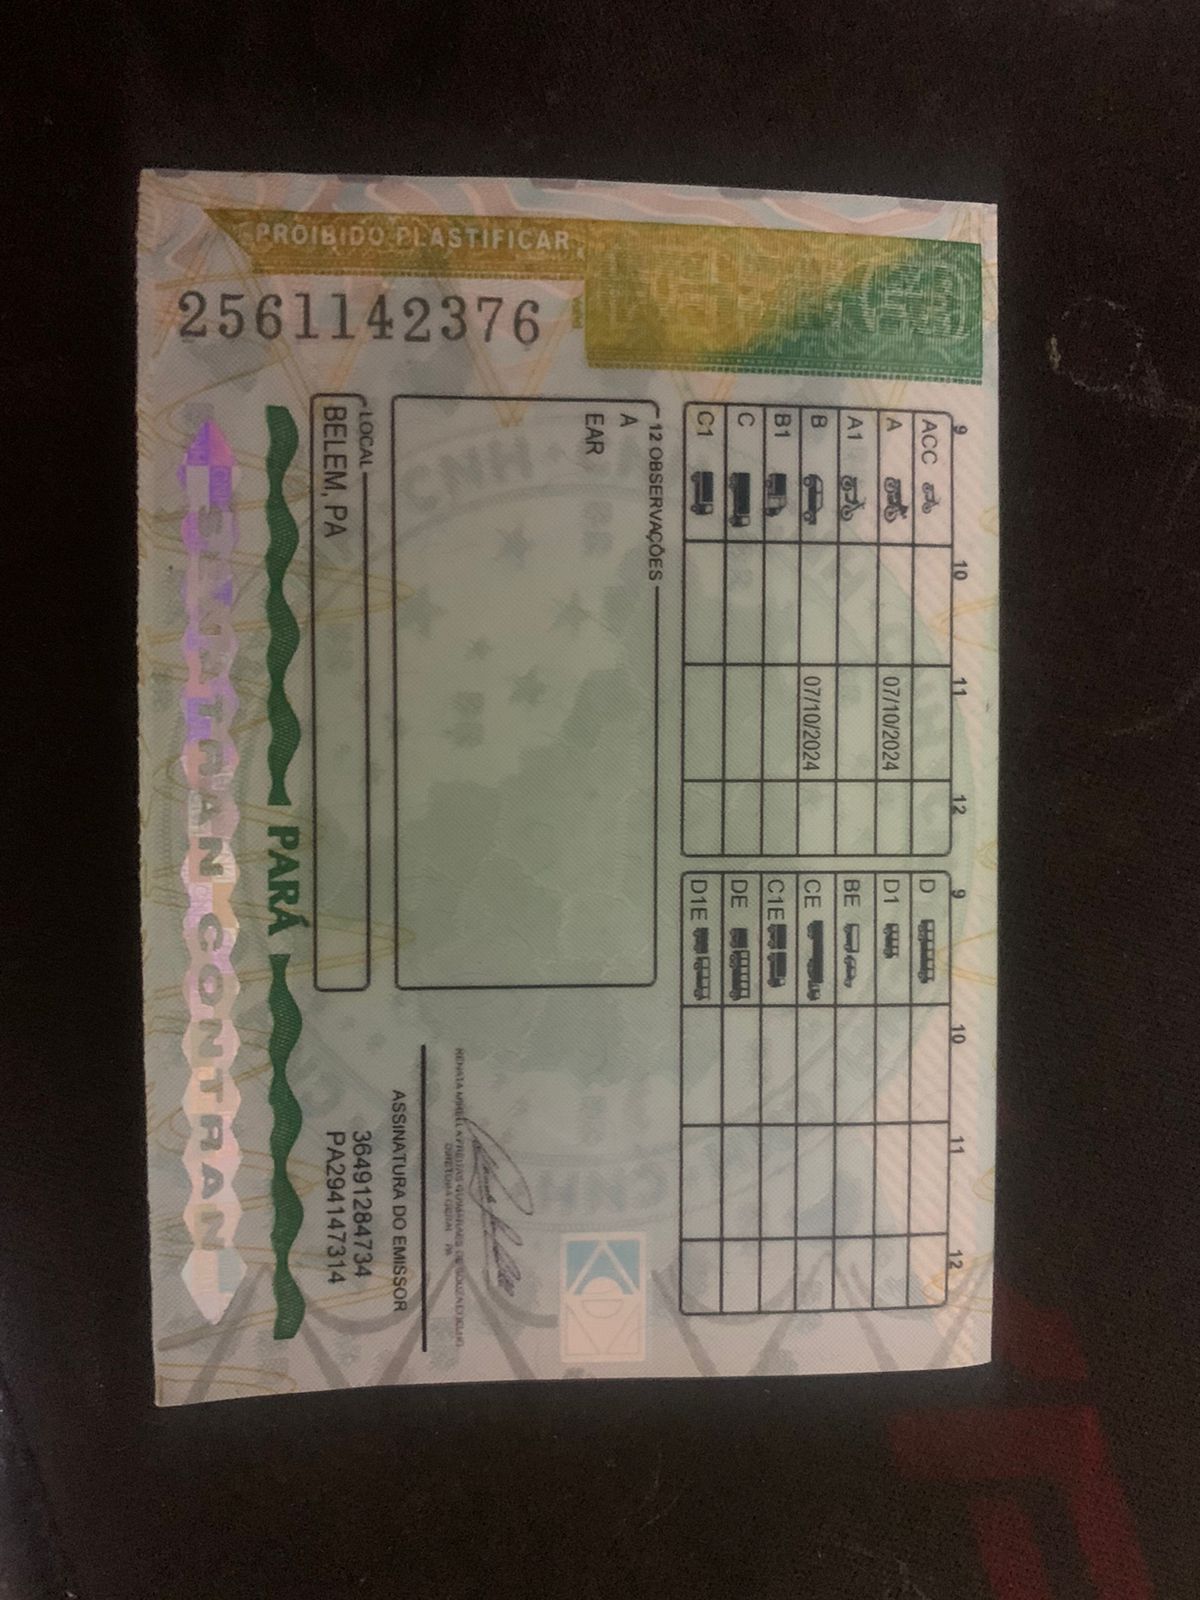 PROIBIDO PLASTIFICAR
2561142376
9 10 11 12
ACC
A 07/10/2024
A1
B 07/10/2024
B1
C
C1
9 10 11 12
D
D1
BE
CE
C1E
DE
D1E
12 OBSERVAÇÕES
A
EAR
LOCAL
BELEM, PA
DIRETORA GERAL PA
ASSINATURA DO EMISSOR
36491284734
PA294147314
PARÁ
SENATRAN CONTRAN